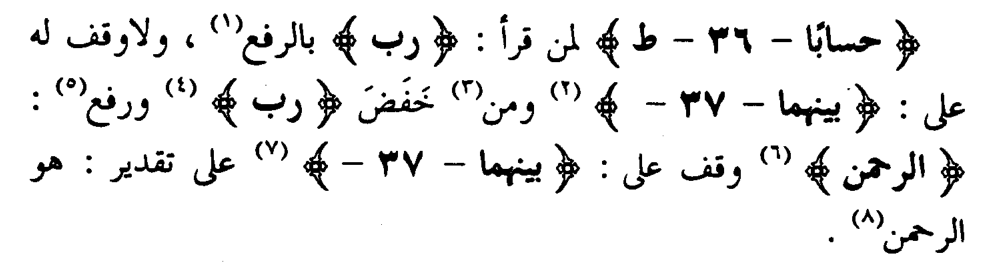 ﴿ حسابًا – ٣٦ – ط ﴾ لمن قرأ : ﴿ رب ﴾ بالرفع(١) ، ولاوقف له
على : ﴿ بينهما – ٣٧ – ﴾ (٢) ومن(٣) خَفَضَ ﴿ رب ﴾ (٤) ورفع(٥) :
﴿ الرحمن ﴾ (٦) وقف على : ﴿ بينهما – ٣٧ – ﴾ (٧) على تقدير : هو
الرحمن(٨) .